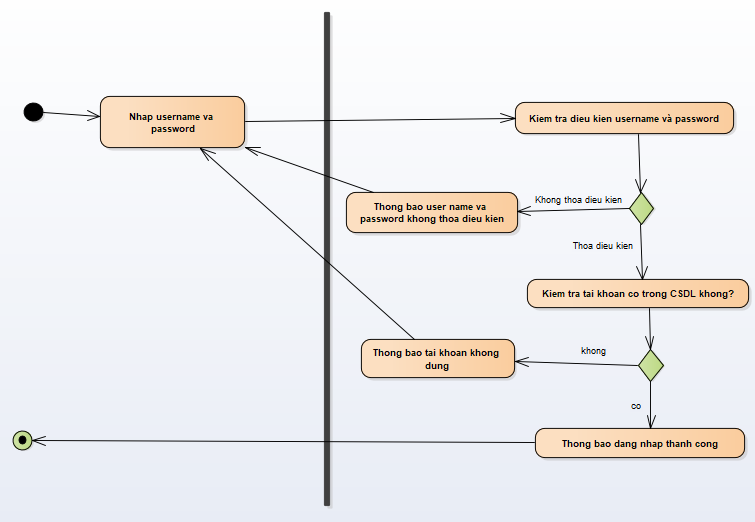 Nhap username va
password
Kiem tra dieu kien username và password
Khong thoa dieu kien
Thong bao user name va
password khong thoa dieu kien
Thoa dieu kien
Kiem tra tai khoan co trong CSDL khong?
khong
Thong bao tai khoan khong
dung
co
Thong bao dang nhap thanh cong